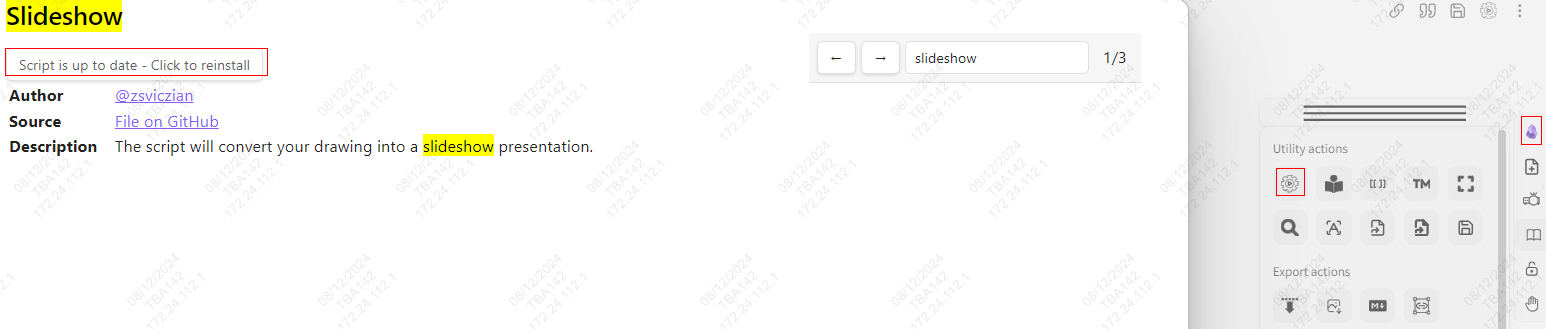 Slideshow
Script is up to date - Click to reinstall
← → slideshow 1/3
Author @zsviczian
Source File on GitHub
Description The script will convert your drawing into a slideshow presentation.
Utility actions
[[ ]] TM
A
Export actions
M↓
08/12/2024
TBA142
172.24.112.1